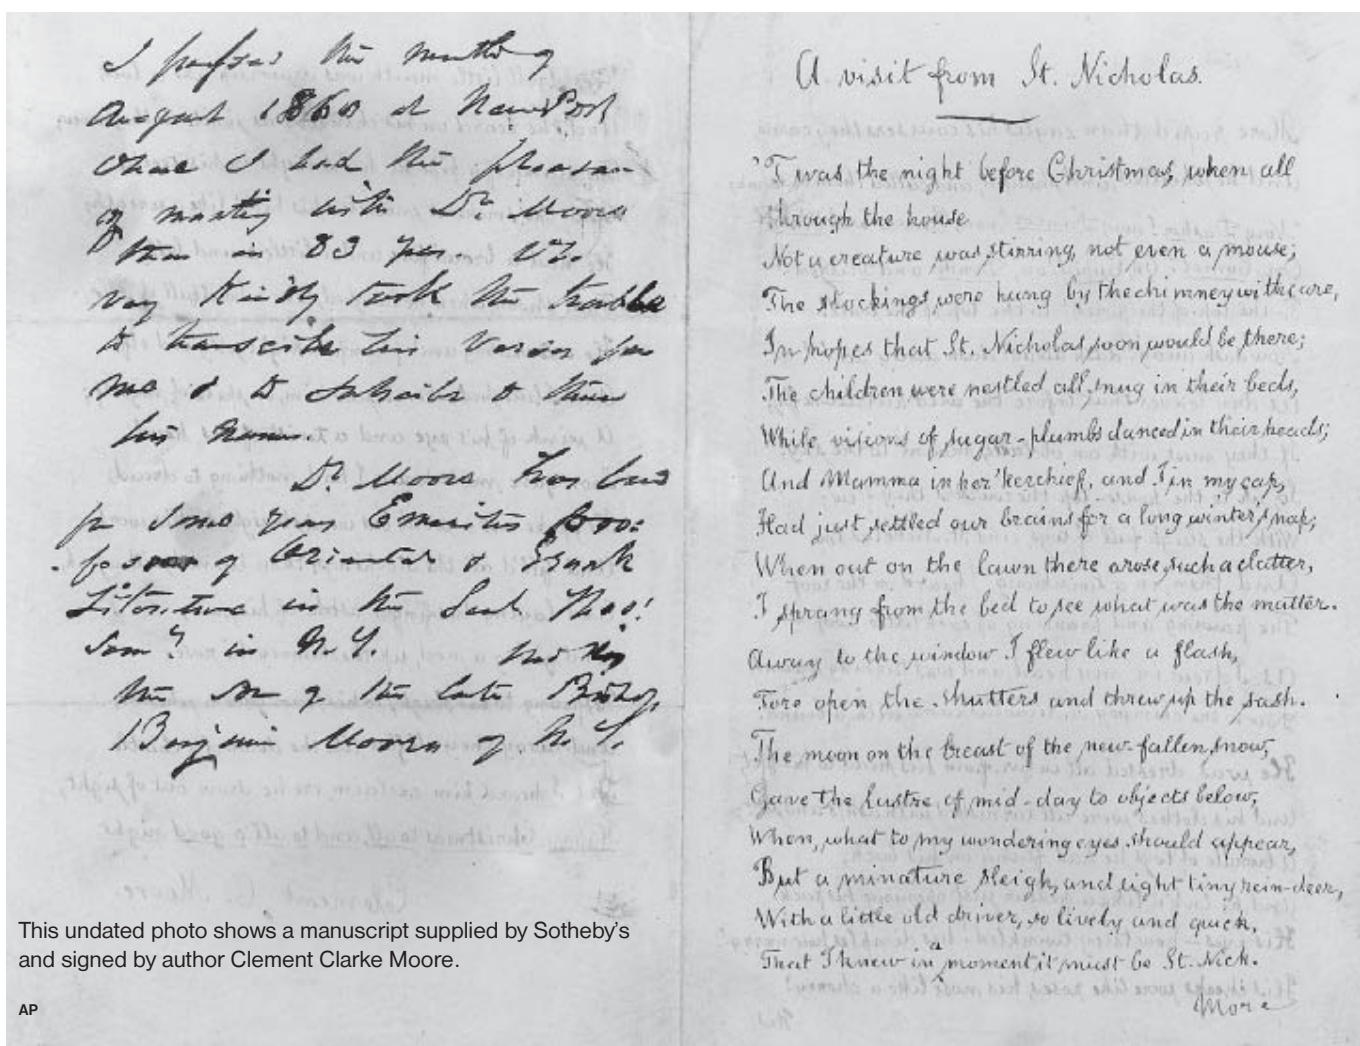 I passed the month of
August 1860 at NewPort
where I had the pleasure
of meeting with Dr. Moore
then in 83 year. He
very kindly took the trouble
to transcribe his verses for
me & to subscribe to them
his name.
Dr. Moore has been
for some years Emeritus Pro:
fessor of Oriental & Greek
Literature in the Theo!
Sem.y in N.Y.
the son of the late Bishop
Benjamin Moore of N.Y.
A visit from St. Nicholas.
'Twas the night before Christmas, when all
through the house
Not a creature was stirring, not even a mouse;
The stockings were hung by the chimney with care,
In hopes that St. Nicholas soon would be there;
The children were nestled all snug in their beds,
While visions of sugar-plumbs danced in their heads;
And Mamma in her 'kerchief, and I in my cap,
Had just settled our brains for a long winter's nap;
When out on the lawn there arose such a clatter,
I sprang from the bed to see what was the matter.
Away to the window I flew like a flash,
Tore open the shutters and threw up the sash.
The moon on the breast of the new-fallen snow,
Gave the lustre of mid-day to objects below,
When, what to my wondering eyes should appear,
But a minature sleigh, and eight tiny rein-deer,
With a little old driver, so lively and quick,
That I knew in a moment it must be St. Nick.
More
This undated photo shows a manuscript supplied by Sotheby's
and signed by author Clement Clarke Moore.
AP